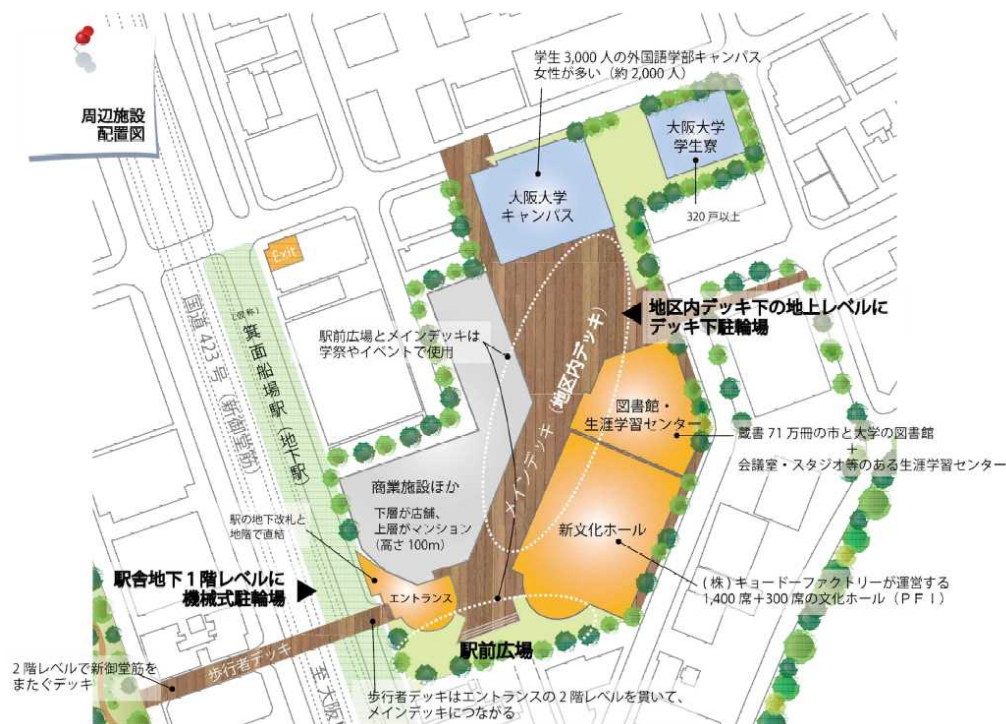 周辺施設
配置図
学生 3,000 人の外国語学部キャンパス
女性が多い（約 2,000 人）
大阪大学
学生寮
大阪大学
キャンパス
320 戸以上
Exit
国道 423 号（新御堂筋）
（仮称）
箕面船場駅（地下駅）
駅前広場とメインデッキは
学祭やイベントで使用
メインデッキ（地区内デッキ）
地区内デッキ下の地上レベルに
デッキ下駐輪場
図書館・
生涯学習センター
蔵書 71 万冊の市と大学の図書館
+
会議室・スタジオ等のある生涯学習センター
商業施設ほか
下層が店舗、
上層がマンション
（高さ 100m）
新文化ホール
駅の地下改札と
地階で直結
駅舎地下１階レベルに
機械式駐輪場
エントランス
(株) キョードーファクトリーが運営する
1,400 席＋300 席の文化ホール（ＰＦＩ）
駅前広場
歩行者デッキ
2 階レベルで新御堂筋を
またぐデッキ
至 大阪
歩行者デッキはエントランスの 2 階レベルを貫いて、
メインデッキにつながる